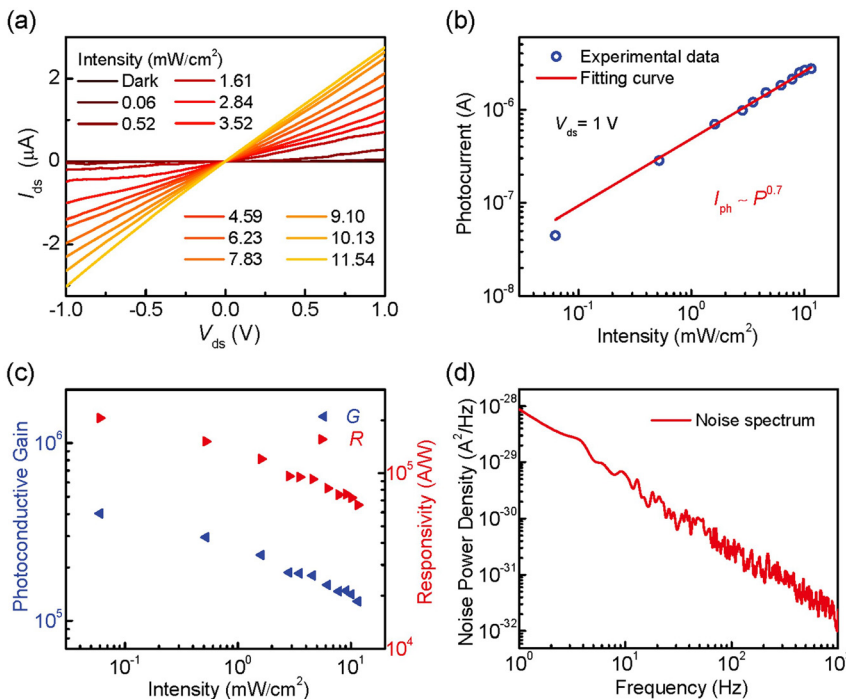 (a)
Intensity (mW/cm²)
Dark 1.61
0.06 2.84
0.52 3.52
4.59 9.10
6.23 10.13
7.83 11.54
2
0
-2
I_ds (μA)
-1.0 -0.5 0.0 0.5 1.0
V_ds (V)
(b)
Experimental data
Fitting curve
V_ds = 1 V
I_ph ~ P^0.7
10⁻⁶
10⁻⁷
10⁻⁸
Photocurrent (A)
10⁻¹ 10⁰ 10¹
Intensity (mW/cm²)
(c)
G
R
10⁶
10⁵
Photoconductive Gain
10⁵
10⁴
Responsivity (A/W)
10⁻¹ 10⁰ 10¹
Intensity (mW/cm²)
(d)
Noise spectrum
10⁻²⁸
10⁻²⁹
10⁻³⁰
10⁻³¹
10⁻³²
Noise Power Density (A²/Hz)
10⁰ 10¹ 10² 10
Frequency (Hz)